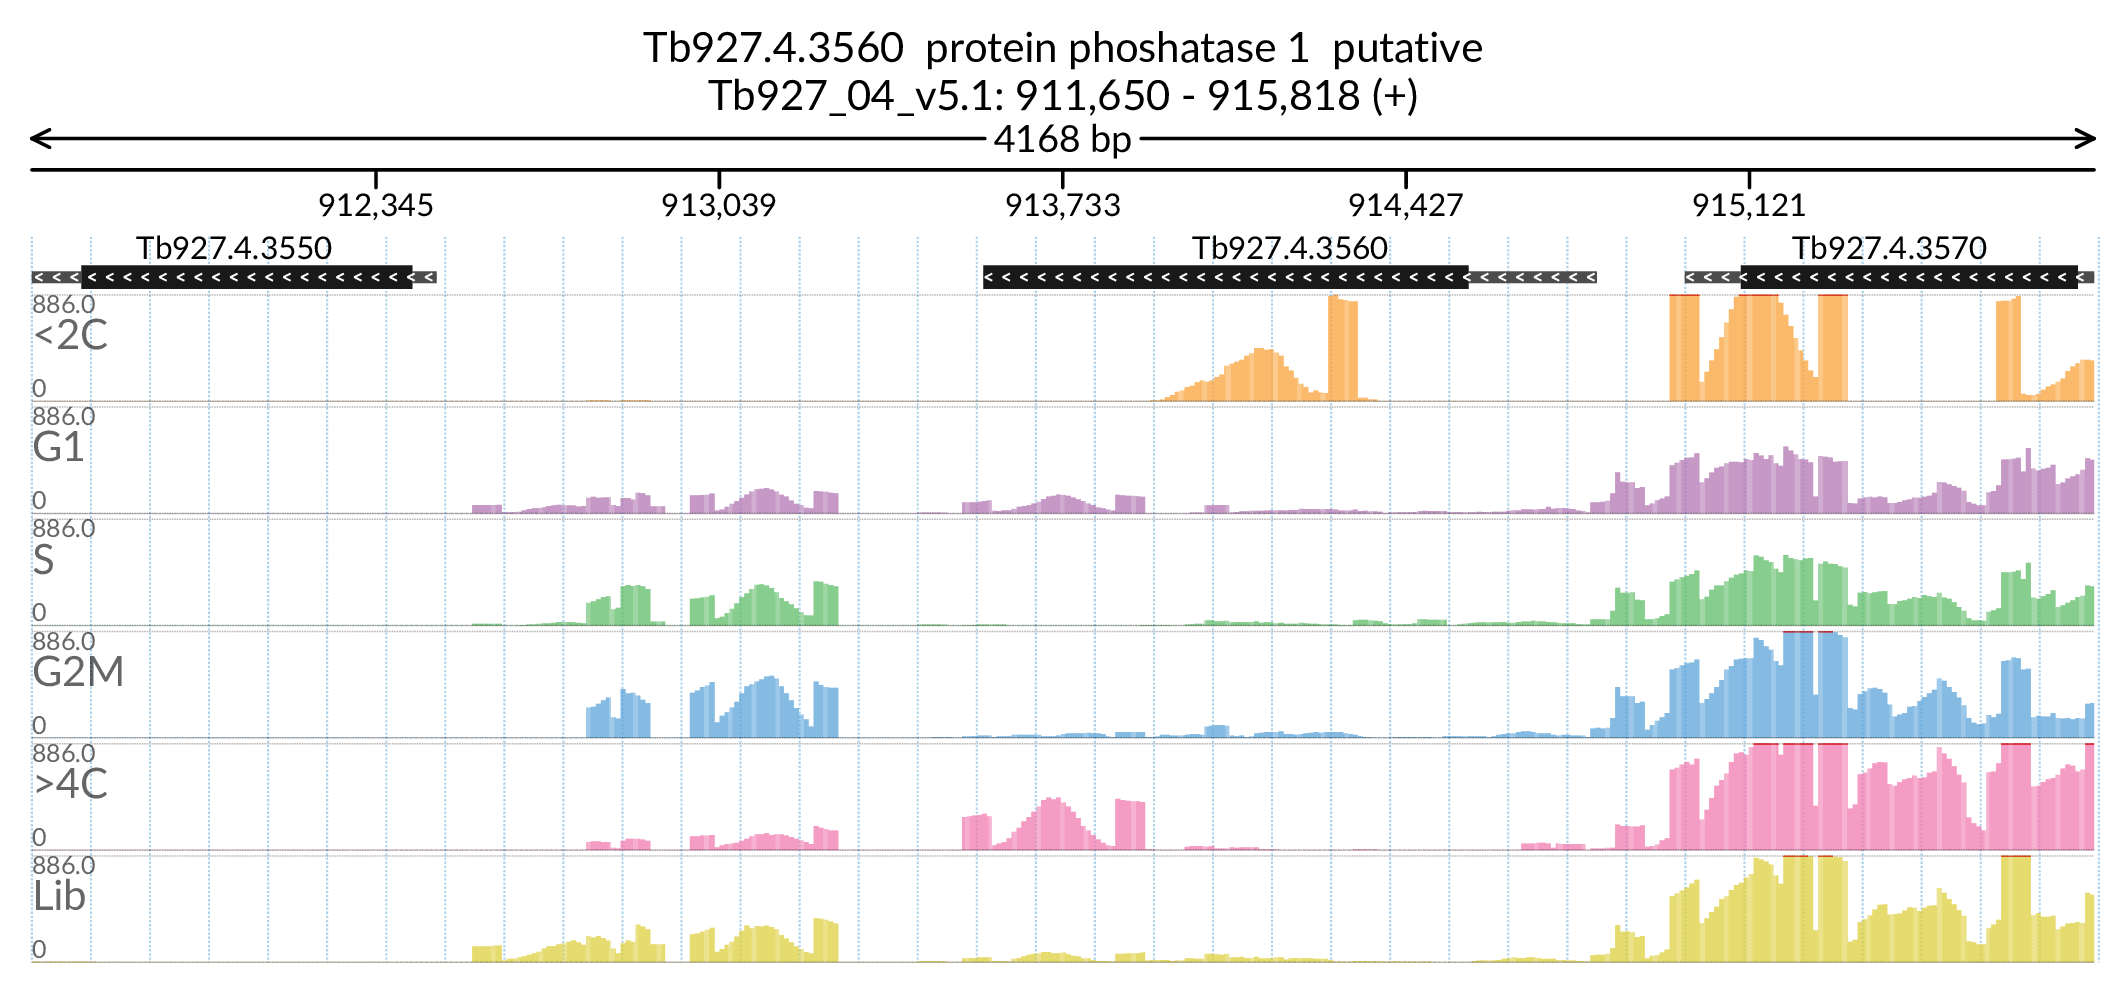 Tb927.4.3560 protein phoshatase 1 putative
Tb927_04_v5.1: 911,650 - 915,818 (+)
4168 bp
912,345 913,039 913,733 914,427 915,121
Tb927.4.3550 Tb927.4.3560 Tb927.4.3570
886.0
<2C
0
886.0
G1
0
886.0
S
0
886.0
G2M
0
886.0
>4C
0
886.0
Lib
0